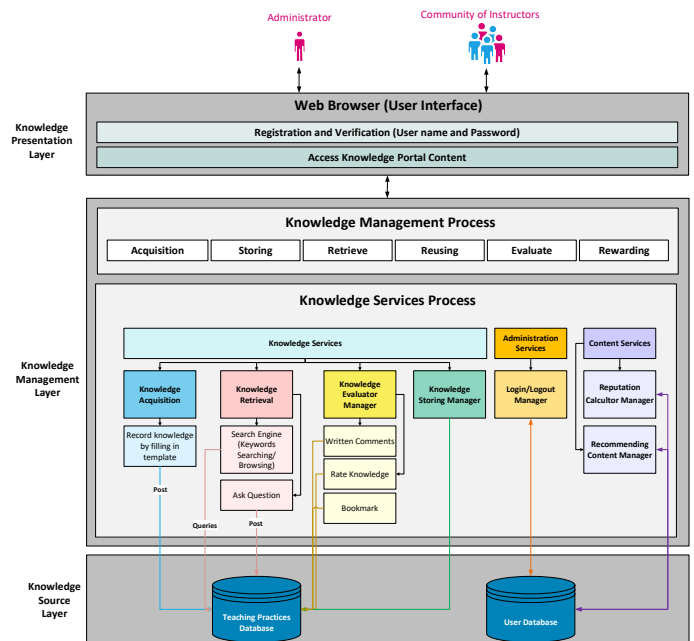 Administrator
Community of Instructors
Knowledge
Presentation
Layer
Web Browser (User Interface)
Registration and Verification (User name and Password)
Access Knowledge Portal Content
Knowledge Management Process
Acquisition
Storing
Retrieve
Reusing
Evaluate
Rewarding
Knowledge
Management
Layer
Knowledge Services Process
Knowledge Services
Administration
Services
Content Services
Knowledge
Acquisition
Knowledge
Retrieval
Knowledge
Evaluator
Manager
Knowledge
Storing Manager
Login/Logout
Manager
Reputation
Calcultor Manager
Record knowledge
by filling in
template
Search Engine
(Keywords
Searching/
Browsing)
Written Comments
Recommending
Content Manager
Rate Knowledge
Ask Question
Bookmark
Post
Queries
Post
Knowledge
Source
Layer
Teaching Practices
Database
User Database